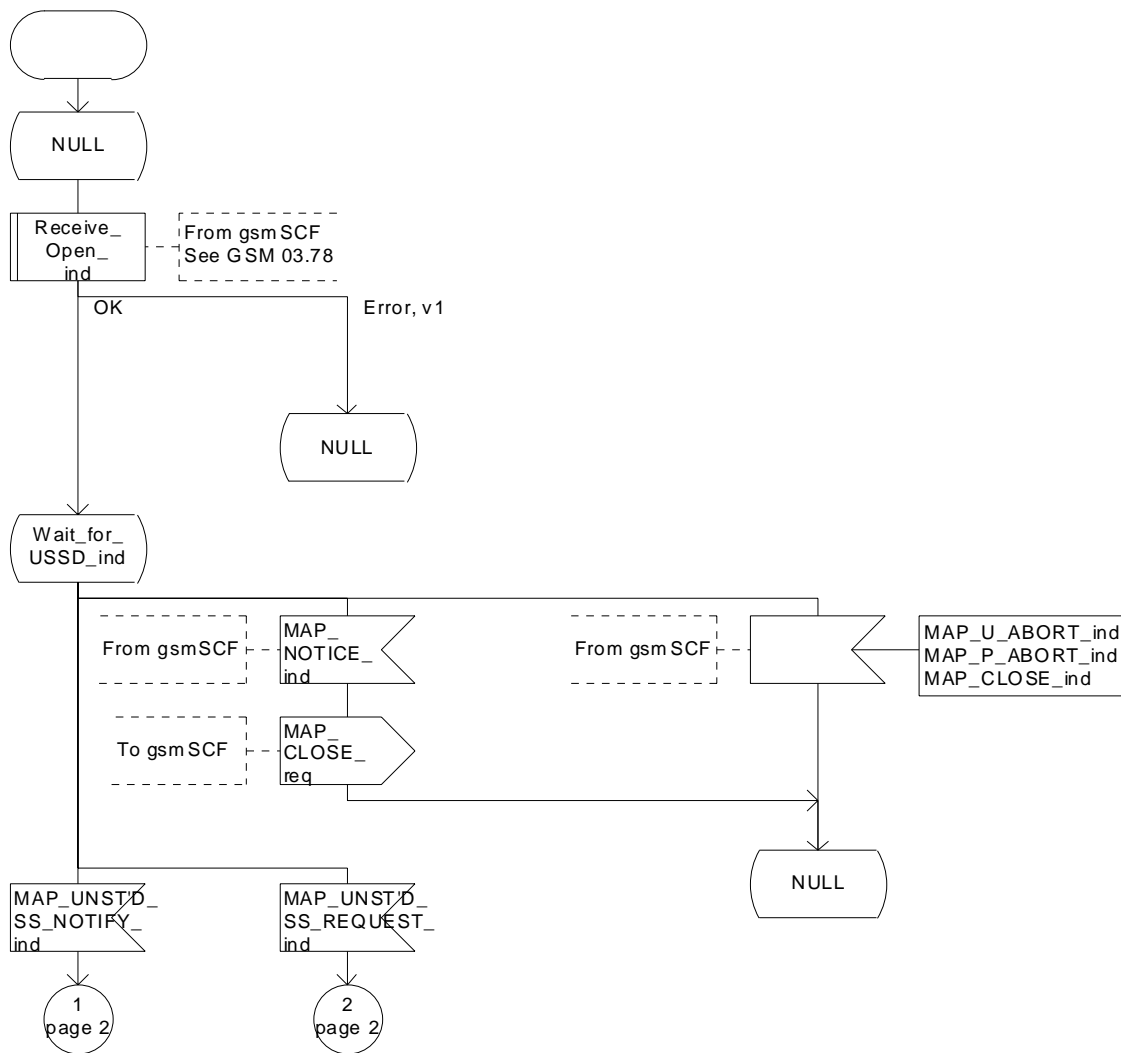 NULL
Receive_
Open_
ind
From gsmSCF
See GSM 03.78
OK
Error, v1
NULL
Wait_for_
USSD_ind
From gsmSCF
MAP_
NOTICE_
ind
From gsmSCF
MAP_U_ABORT_ind
MAP_P_ABORT_ind
MAP_CLOSE_ind
To gsmSCF
MAP_
CLOSE_
req
NULL
MAP_UNST'D_
SS_NOTIFY_
ind
MAP_UNST'D_
SS_REQUEST_
ind
1
page 2
2
page 2